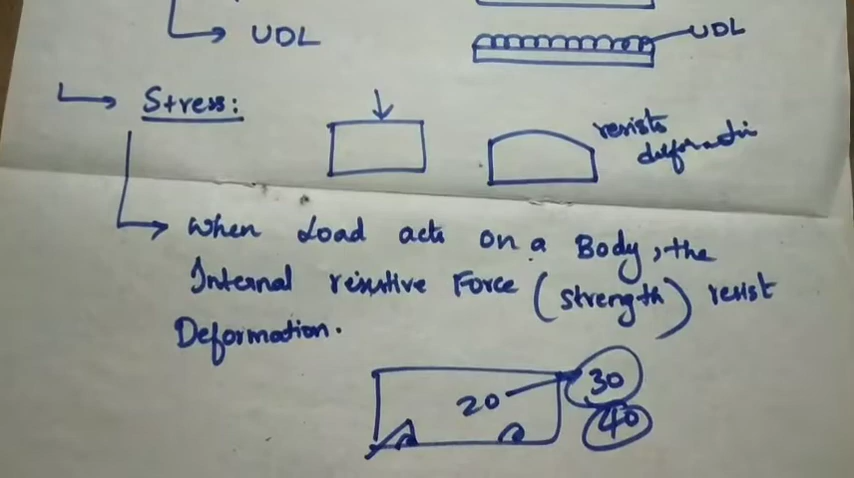 UDL
UDL
Stress:
resists
When Load acts on a Body, the
Internal resistive Force (strength) resist
Deformation.
20
30
40